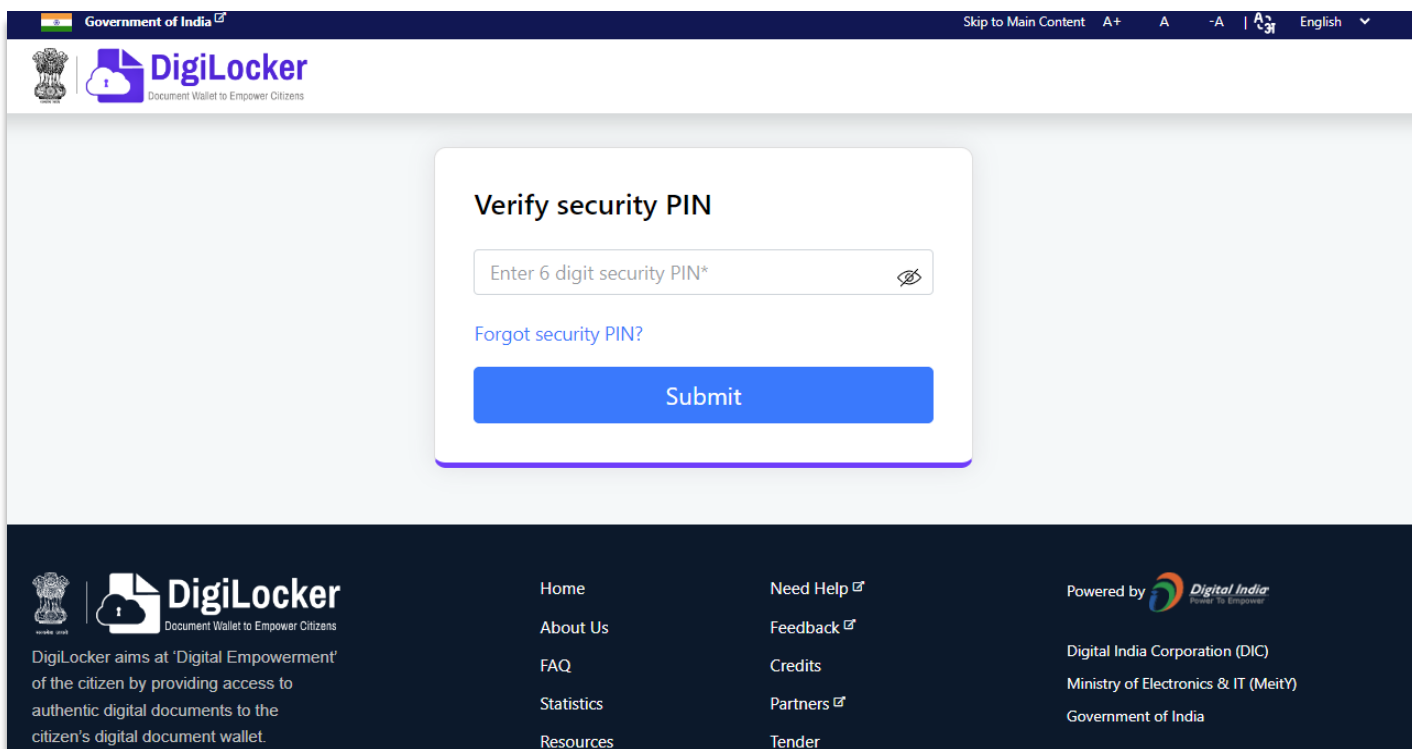 Government of India
Skip to Main Content A+ A -A | A अ English
DigiLocker
Document Wallet to Empower Citizens
Verify security PIN
Enter 6 digit security PIN*
Forgot security PIN?
Submit
DigiLocker
Document Wallet to Empower Citizens
DigiLocker aims at ‘Digital Empowerment’
of the citizen by providing access to
authentic digital documents to the
citizen’s digital document wallet.
Home
About Us
FAQ
Statistics
Resources
Need Help
Feedback
Credits
Partners
Tender
Powered by Digital India
Power To Empower
Digital India Corporation (DIC)
Ministry of Electronics & IT (MeitY)
Government of India